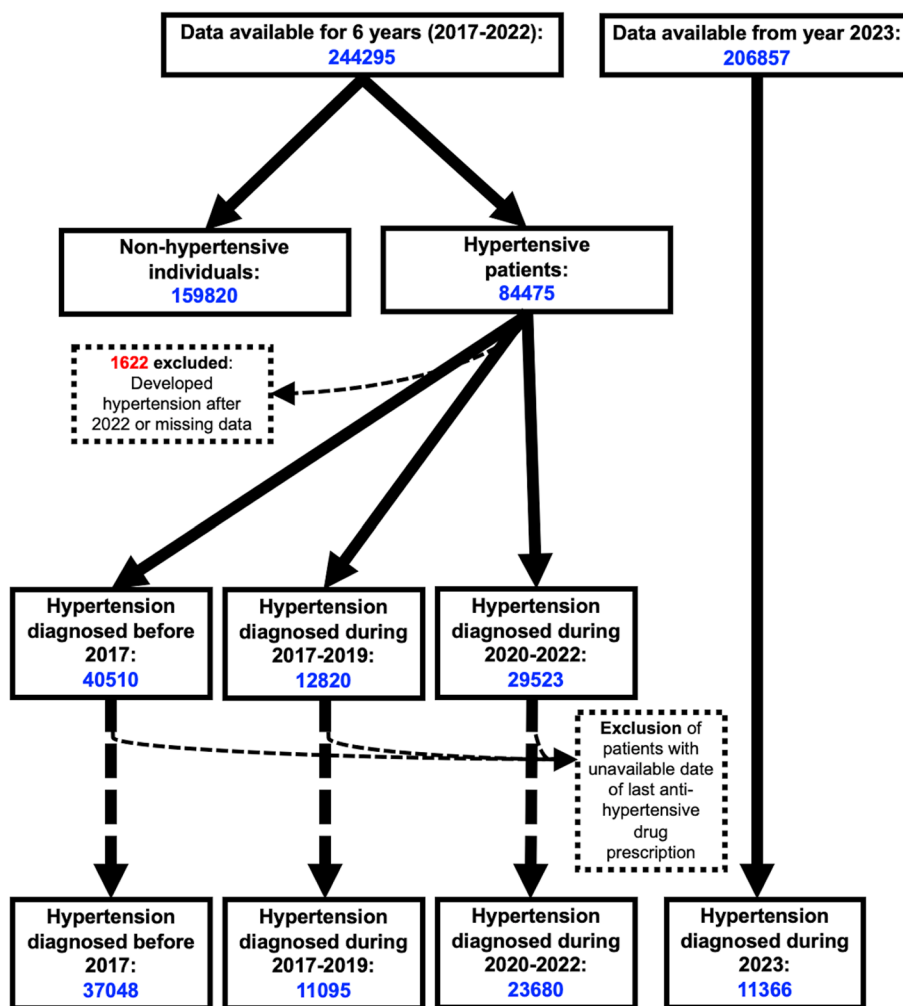 Data available for 6 years (2017-2022):
244295
Data available from year 2023:
206857
Non-hypertensive
individuals:
159820
Hypertensive
patients:
84475
1622 excluded:
Developed
hypertension after
2022 or missing data
Hypertension
diagnosed before
2017:
40510
Hypertension
diagnosed during
2017-2019:
12820
Hypertension
diagnosed during
2020-2022:
29523
Exclusion of
patients with
unavailable date
of last anti-
hypertensive
drug
prescription
Hypertension
diagnosed before
2017:
37048
Hypertension
diagnosed during
2017-2019:
11095
Hypertension
diagnosed during
2020-2022:
23680
Hypertension
diagnosed during
2023:
11366